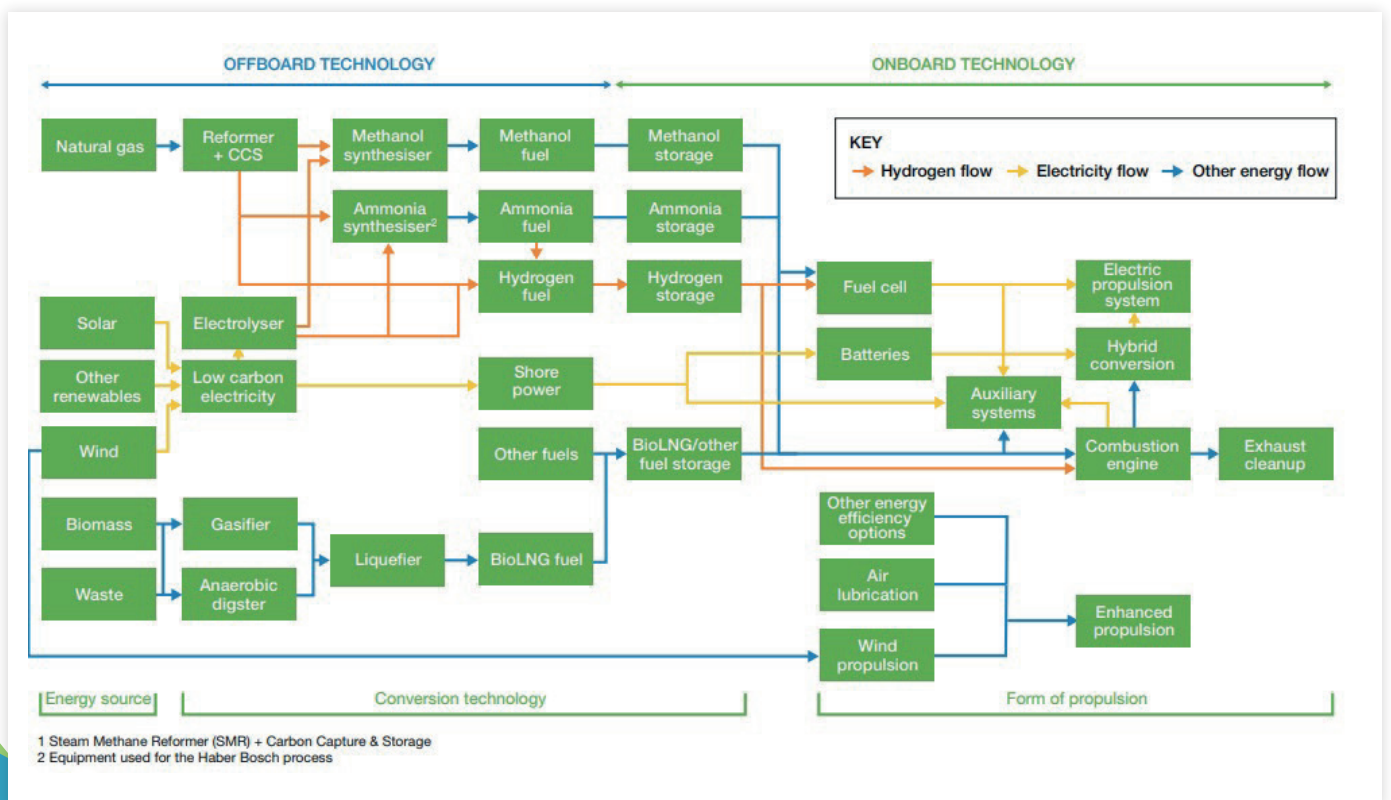 OFFBOARD TECHNOLOGY
ONBOARD TECHNOLOGY
Natural gas
Reformer
+ CCS
Methanol
synthesiser
Methanol
fuel
Methanol
storage
KEY
Hydrogen flow
Electricity flow
Other energy flow
Ammonia
synthesiser²
Ammonia
fuel
Ammonia
storage
Hydrogen
fuel
Hydrogen
storage
Fuel cell
Electric
propulsion
system
Solar
Electrolyser
Batteries
Hybrid
conversion
Other
renewables
Low carbon
electricity
Shore
power
Auxiliary
systems
Wind
Other fuels
BioLNG/other
fuel storage
Combustion
engine
Exhaust
cleanup
Biomass
Gasifier
Other energy
efficiency
options
Liquefier
BioLNG fuel
Waste
Anaerobic
digster
Air
lubrication
Enhanced
propulsion
Wind
propulsion
Energy source
Conversion technology
Form of propulsion
1 Steam Methane Reformer (SMR) + Carbon Capture & Storage
2 Equipment used for the Haber Bosch process